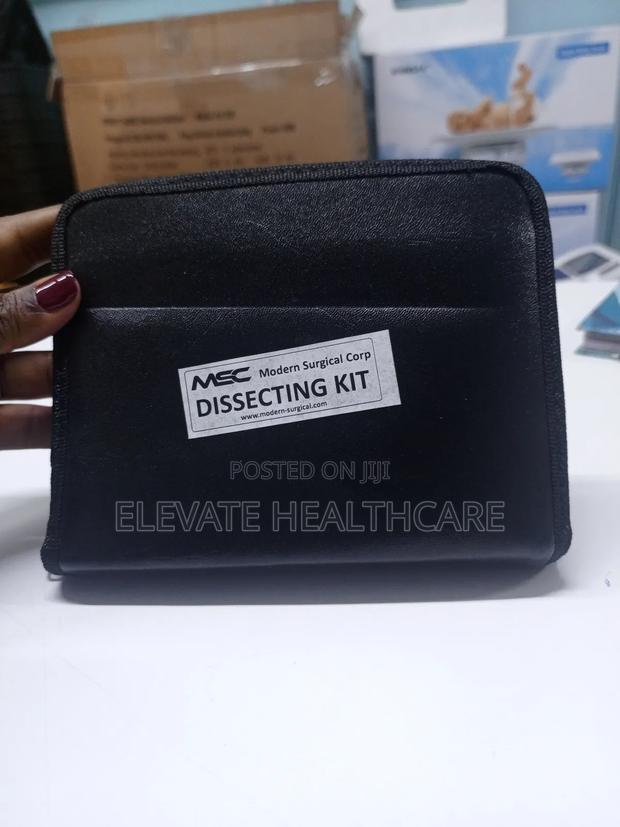 MSC Modern Surgical Corp
DISSECTING KIT
www.modern-surgical.com
POSTED ON JIJI
ELEVATE HEALTHCARE